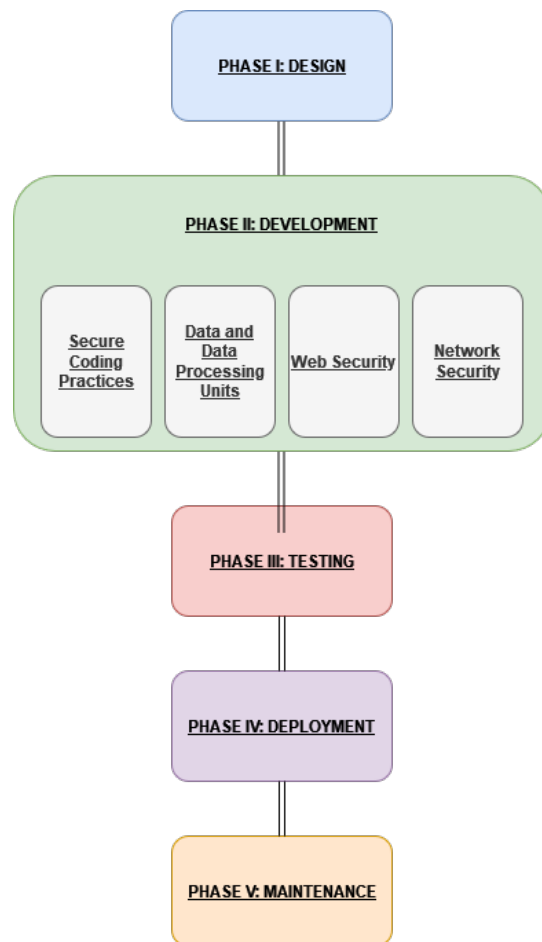 PHASE I: DESIGN
PHASE II: DEVELOPMENT
Secure
Coding
Practices
Data and
Data
Processing
Units
Web Security
Network
Security
PHASE III: TESTING
PHASE IV: DEPLOYMENT
PHASE V: MAINTENANCE